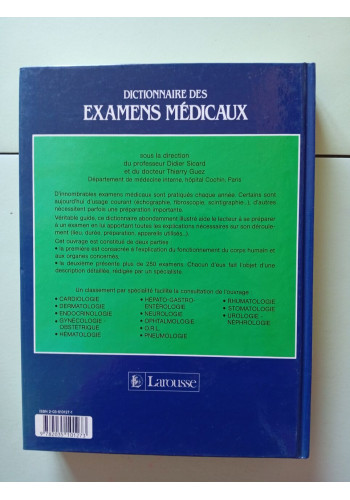 DICTIONNAIRE DES
EXAMENS MÉDICAUX
sous la direction
du professeur Didier Sicard
et du docteur Thierry Guez
Département de médecine interne, hôpital Cochin, Paris
D'innombrables examens médicaux sont pratiqués chaque année. Certains sont
aujourd'hui d'usage courant (échographie, fibroscopie, scintigraphie...), d'autres
nécessitent parfois une préparation importante.
Véritable guide, ce dictionnaire abondamment illustré aide le lecteur à se préparer
à un examen en lui apportant toutes les explications nécessaires sur son déroule-
ment (lieu, durée, préparation, appareils utilisés...).
Cet ouvrage est constitué de deux parties :
• la première est consacrée à l'explication du fonctionnement du corps humain et
aux organes concernés,
• la deuxième présente plus de 250 examens. Chacun d'eux fait l'objet d'une
description détaillée, rédigée par un spécialiste.
Un classement par spécialité facilite la consultation de l'ouvrage :
• CARDIOLOGIE
• DERMATOLOGIE
• ENDOCRINOLOGIE
• GYNÉCOLOGIE -
OBSTÉTRIQUE
• HÉMATOLOGIE
• HÉPATO-GASTRO-
ENTÉROLOGIE
• NEUROLOGIE
• OPHTALMOLOGIE
• O.R.L.
• PNEUMOLOGIE
• RHUMATOLOGIE
• STOMATOLOGIE
• UROLOGIE -
NÉPHROLOGIE
Larousse